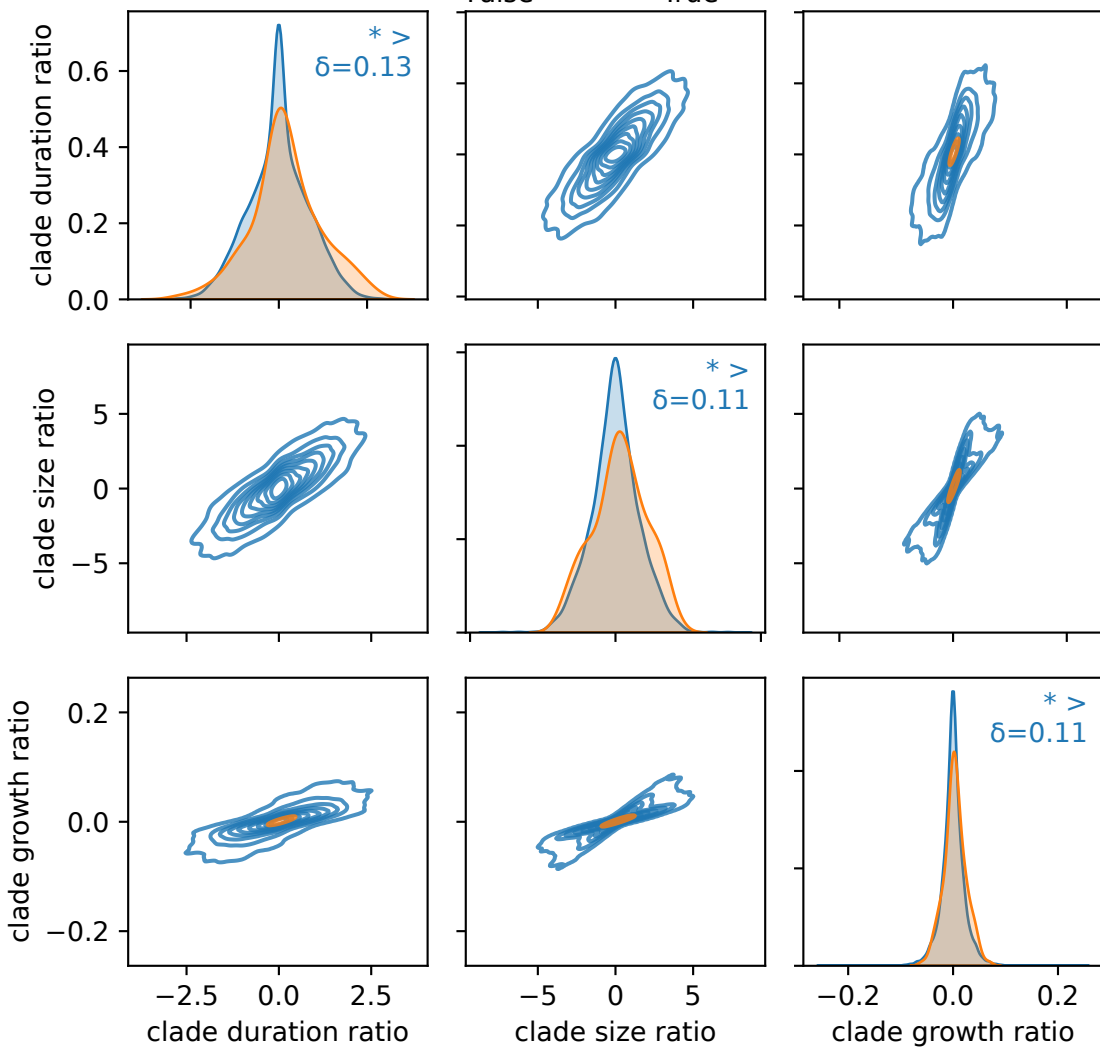 clade duration ratio
0.6
0.4
0.2
0.0
* >
δ=0.13
clade size ratio
5
0
−5
* >
δ=0.11
clade growth ratio
0.2
0.0
−0.2
* >
δ=0.11
−2.5 0.0 2.5
−5 0 5
−0.2 0.0 0.2
clade duration ratio
clade size ratio
clade growth ratio